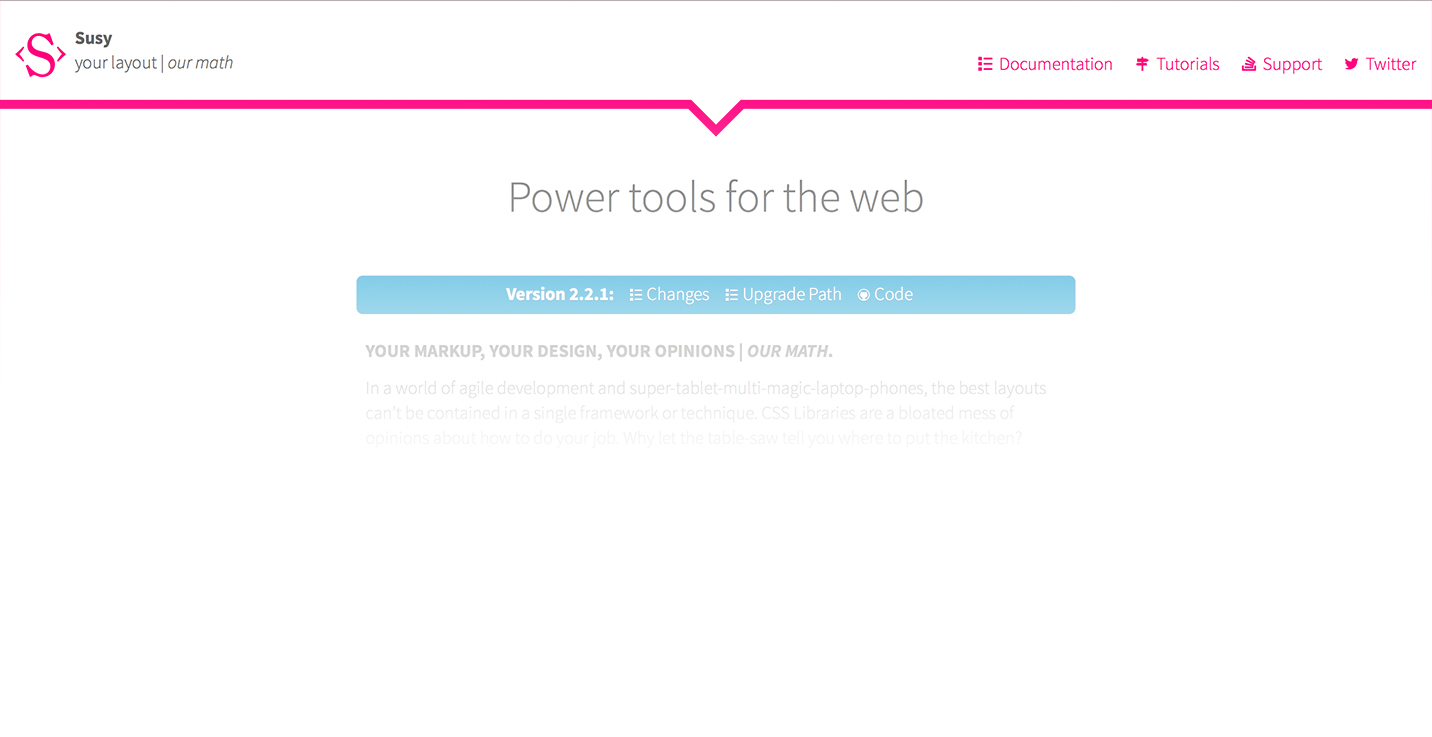 Susy
your layout | our math
Documentation Tutorials Support Twitter
Power tools for the web
Version 2.2.1: Changes Upgrade Path Code
YOUR MARKUP, YOUR DESIGN, YOUR OPINIONS | OUR MATH.
In a world of agile development and super-tablet-multi-magic-laptop-phones, the best layouts
can't be contained in a single framework or technique. CSS Libraries are a bloated mess of
opinions about how to do your job. Why let the table-saw tell you where to put the kitchen?